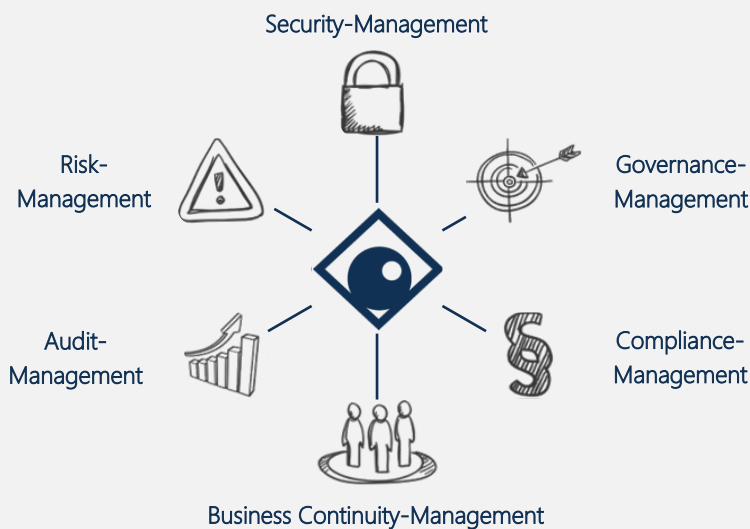 Security-Management
Risk-
Management
Governance-
Management
Audit-
Management
Compliance-
Management
Business Continuity-Management